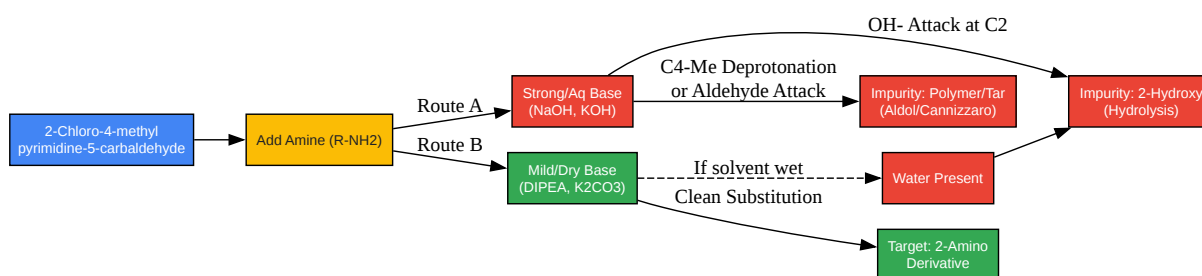 2-Chloro-4-methyl
pyrimidine-5-carbaldehyde
Add Amine (R-NH2)
Route A
Route B
Strong/Aq Base
(NaOH, KOH)
Mild/Dry Base
(DIPEA, K2CO3)
OH- Attack at C2
C4-Me Deprotonation
or Aldehyde Attack
If solvent wet
Clean Substitution
Impurity: Polymer/Tar
(Aldol/Cannizzaro)
Water Present
Target: 2-Amino
Derivative
Impurity: 2-Hydroxy
(Hydrolysis)